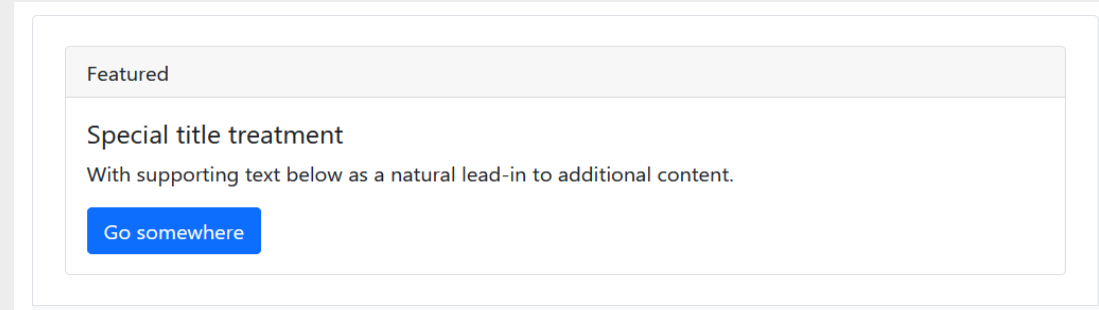 Featured
Special title treatment
With supporting text below as a natural lead-in to additional content.
Go somewhere